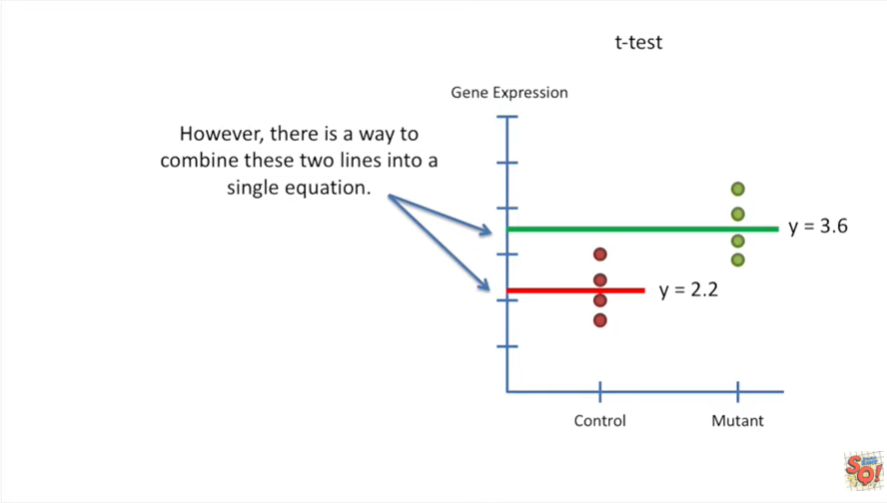 t-test
Gene Expression
However, there is a way to
combine these two lines into a
single equation.
y = 3.6
y = 2.2
Control
Mutant
SQ!